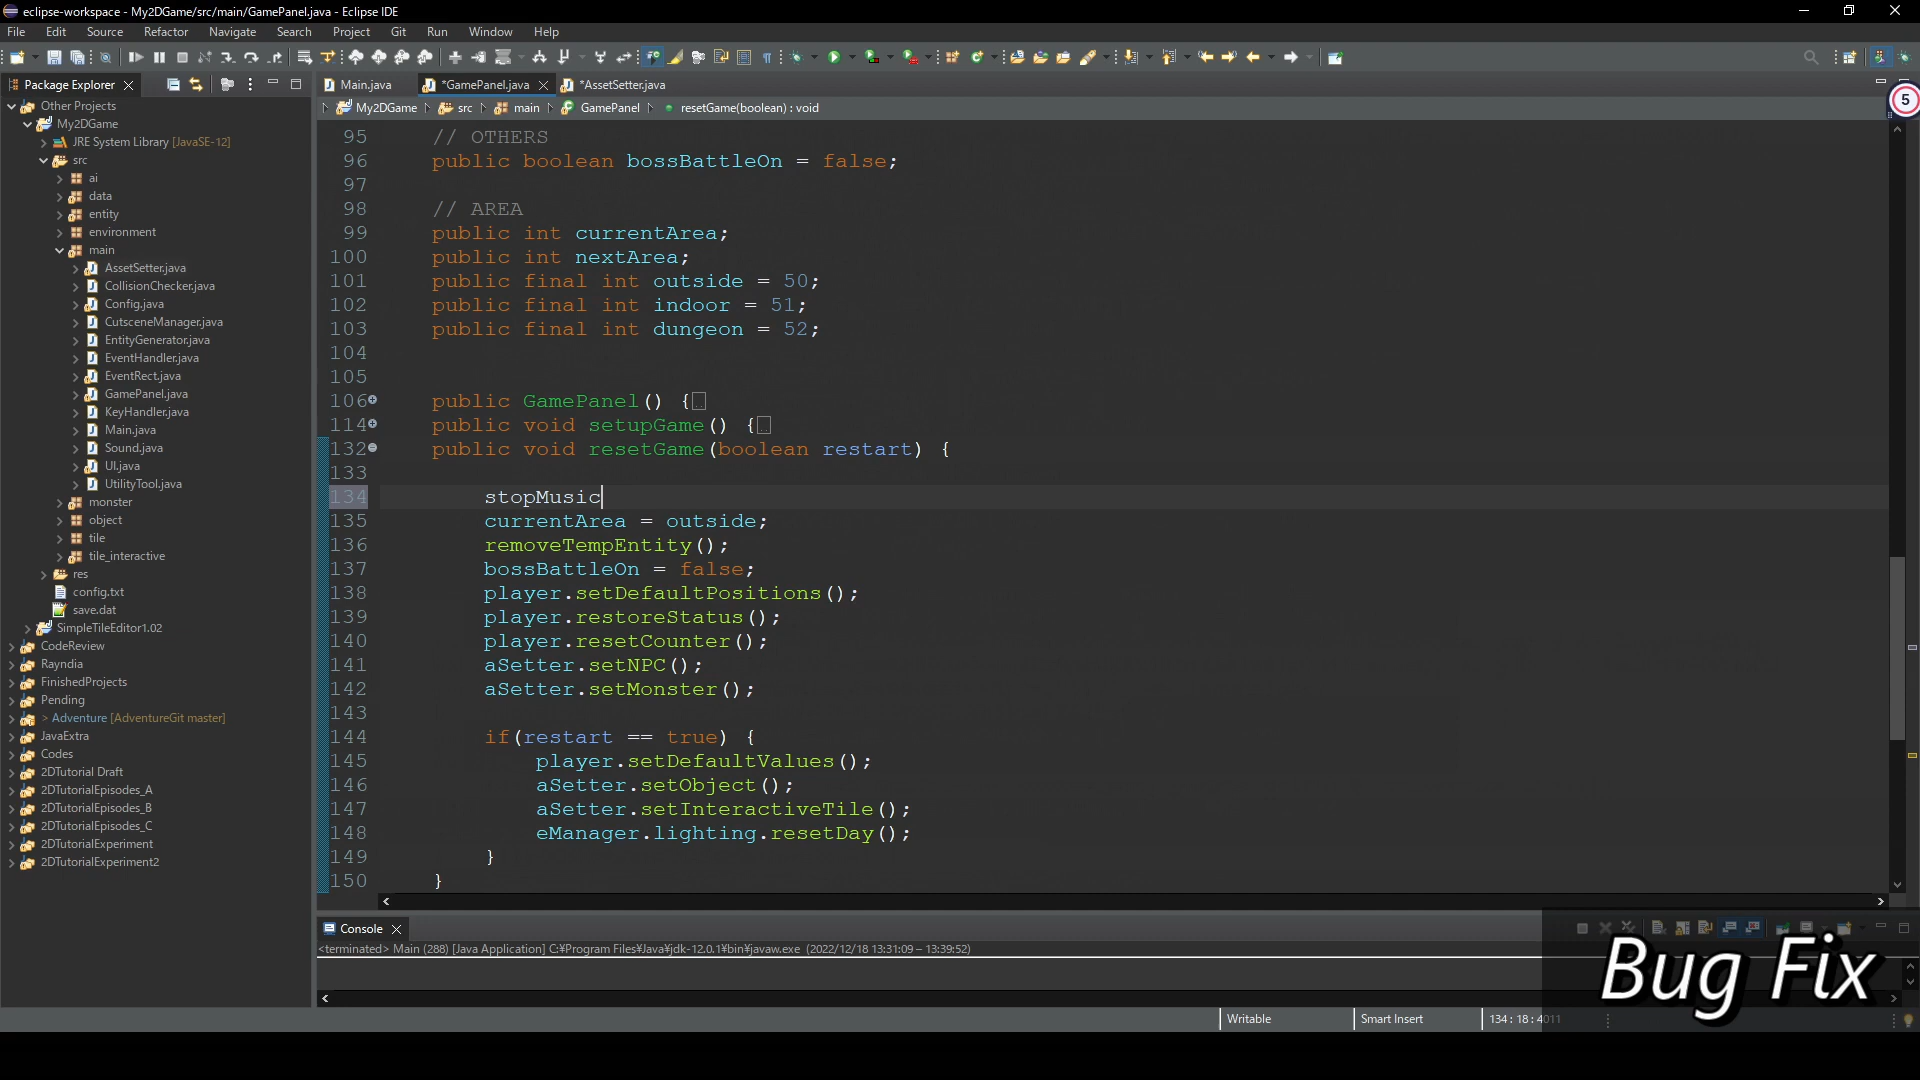 eclipse-workspace - My2DGame/src/main/GamePanel.java - Eclipse IDE
File Edit Source Refactor Navigate Search Project Git Run Window Help
Package Explorer
Main.java *GamePanel.java *AssetSetter.java
My2DGame src main GamePanel resetGame(boolean) : void
5
Other Projects
My2DGame
JRE System Library [JavaSE-12]
src
ai
data
entity
environment
main
AssetSetter.java
CollisionChecker.java
Config.java
CutsceneManager.java
EntityGenerator.java
EventHandler.java
EventRect.java
GamePanel.java
KeyHandler.java
Main.java
Sound.java
UI.java
UtilityTool.java
monster
object
tile
tile_interactive
res
config.txt
save.dat
SimpleTileEditor1.02
CodeReview
Rayndia
FinishedProjects
Pending
> Adventure [AdventureGit master]
JavaExtra
Codes
2DTutorial Draft
2DTutorialEpisodes_A
2DTutorialEpisodes_B
2DTutorialEpisodes_C
2DTutorialExperiment
2DTutorialExperiment2
95 // OTHERS
96 public boolean bossBattleOn = false;
97
98 // AREA
99 public int currentArea;
100 public int nextArea;
101 public final int outside = 50;
102 public final int indoor = 51;
103 public final int dungeon = 52;
104
105
106 public GamePanel() {
114 public void setupGame() {
132 public void resetGame(boolean restart) {
133
134 stopMusic
135 currentArea = outside;
136 removeTempEntity();
137 bossBattleOn = false;
138 player.setDefaultPositions();
139 player.restoreStatus();
140 player.resetCounter();
141 aSetter.setNPC();
142 aSetter.setMonster();
143
144 if(restart == true) {
145 player.setDefaultValues();
146 aSetter.setObject();
147 aSetter.setInteractiveTile();
148 eManager.lighting.resetDay();
149 }
150 }
Console
<terminated> Main (288) [Java Application] C:¥Program Files¥Java¥jdk-12.0.1¥bin¥javaw.exe (2022/12/18 13:31:09 – 13:39:52)
Bug Fix
Writable Smart Insert 134 : 18 : 4011